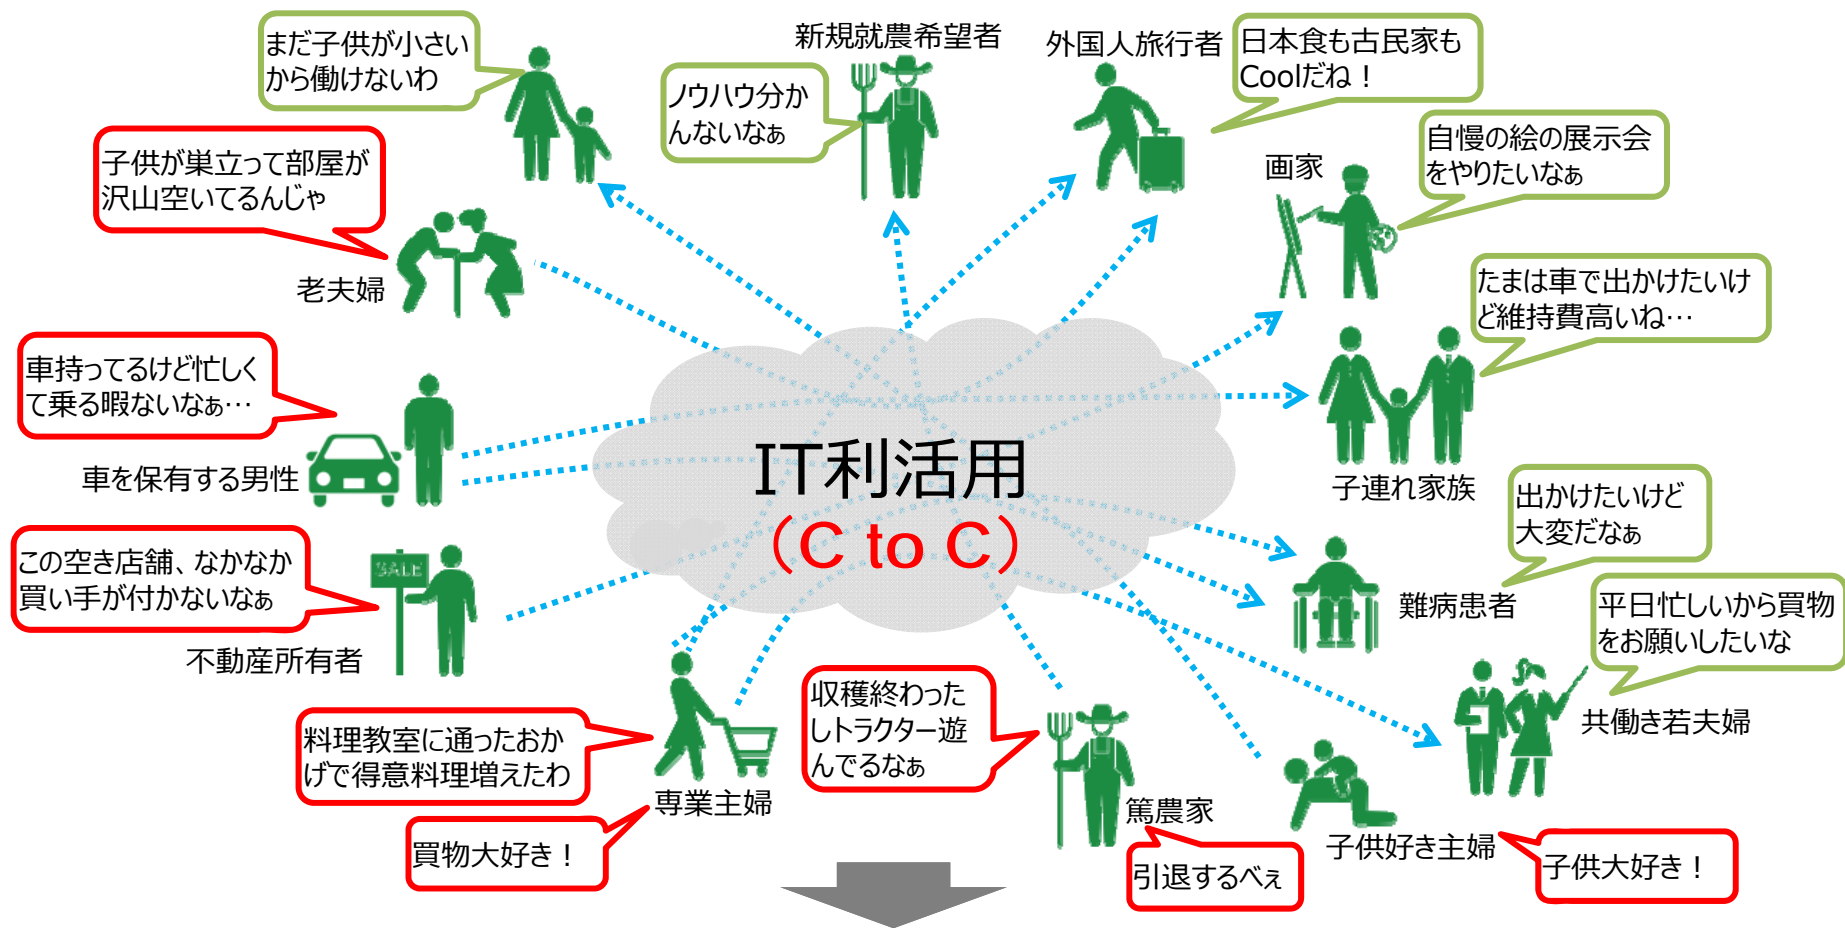 まだ子供が小さい
から働けないわ
新規就農希望者
ノウハウ分か
んないなぁ
外国人旅行者
日本食も古民家も
Coolだね！
自慢の絵の展示会
をやりたいなぁ
画家
子供が巣立って部屋が
沢山空いてるんじゃ
老夫婦
たまは車で出かけたいけ
ど維持費高いね…
子連れ家族
車持ってるけど忙しく
て乗る暇ないなぁ…
車を保有する男性
IT利活用
（C to C）
出かけたいけど
大変だなぁ
難病患者
この空き店舗、なかなか
買い手が付かないなぁ
SALE
不動産所有者
平日忙しいから買物
をお願いしたいな
共働き若夫婦
料理教室に通ったおか
げで得意料理増えたわ
専業主婦
買物大好き！
収穫終わった
しトラクター遊
んでるなぁ
篤農家
引退するべぇ
子供好き主婦
子供大好き！